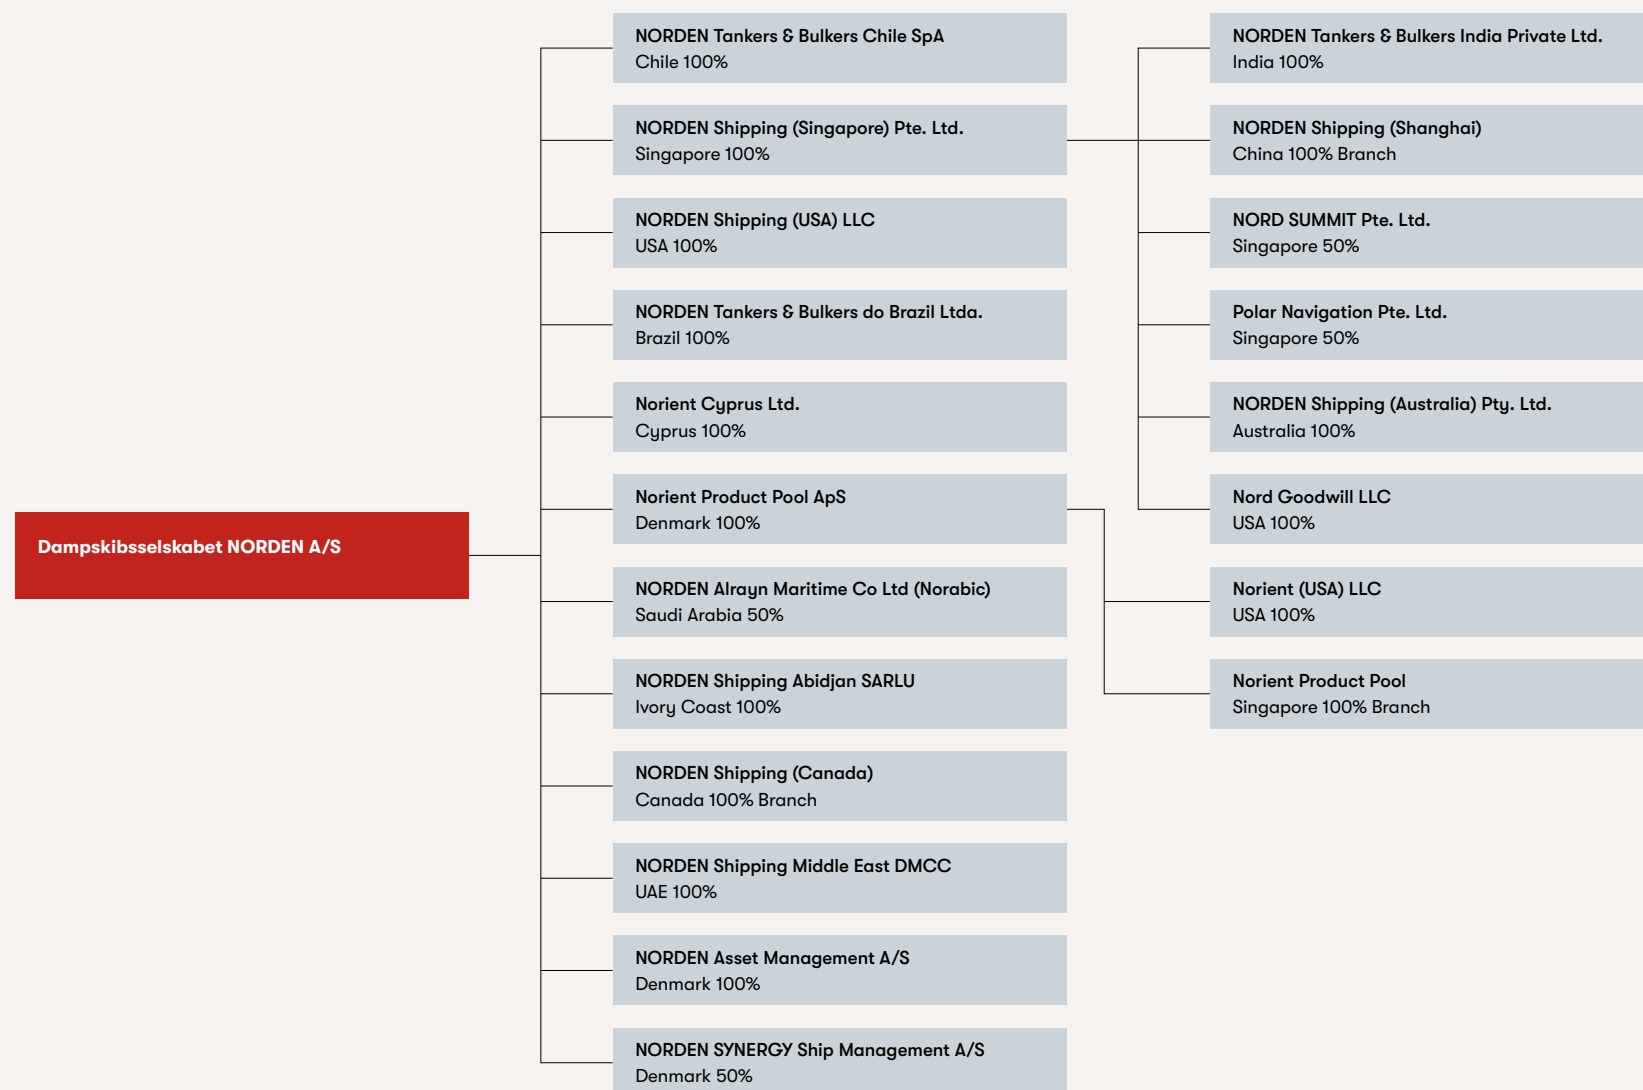 Dampskibsselskabet NORDEN A/S
NORDEN Tankers & Bulkers Chile SpA
Chile 100%
NORDEN Shipping (Singapore) Pte. Ltd.
Singapore 100%
NORDEN Shipping (USA) LLC
USA 100%
NORDEN Tankers & Bulkers do Brazil Ltda.
Brazil 100%
Norient Cyprus Ltd.
Cyprus 100%
Norient Product Pool ApS
Denmark 100%
NORDEN Alrayn Maritime Co Ltd (Norabic)
Saudi Arabia 50%
NORDEN Shipping Abidjan SARLU
Ivory Coast 100%
NORDEN Shipping (Canada)
Canada 100% Branch
NORDEN Shipping Middle East DMCC
UAE 100%
NORDEN Asset Management A/S
Denmark 100%
NORDEN SYNERGY Ship Management A/S
Denmark 50%
NORDEN Tankers & Bulkers India Private Ltd.
India 100%
NORDEN Shipping (Shanghai)
China 100% Branch
NORD SUMMIT Pte. Ltd.
Singapore 50%
Polar Navigation Pte. Ltd.
Singapore 50%
NORDEN Shipping (Australia) Pty. Ltd.
Australia 100%
Nord Goodwill LLC
USA 100%
Norient (USA) LLC
USA 100%
Norient Product Pool
Singapore 100% Branch